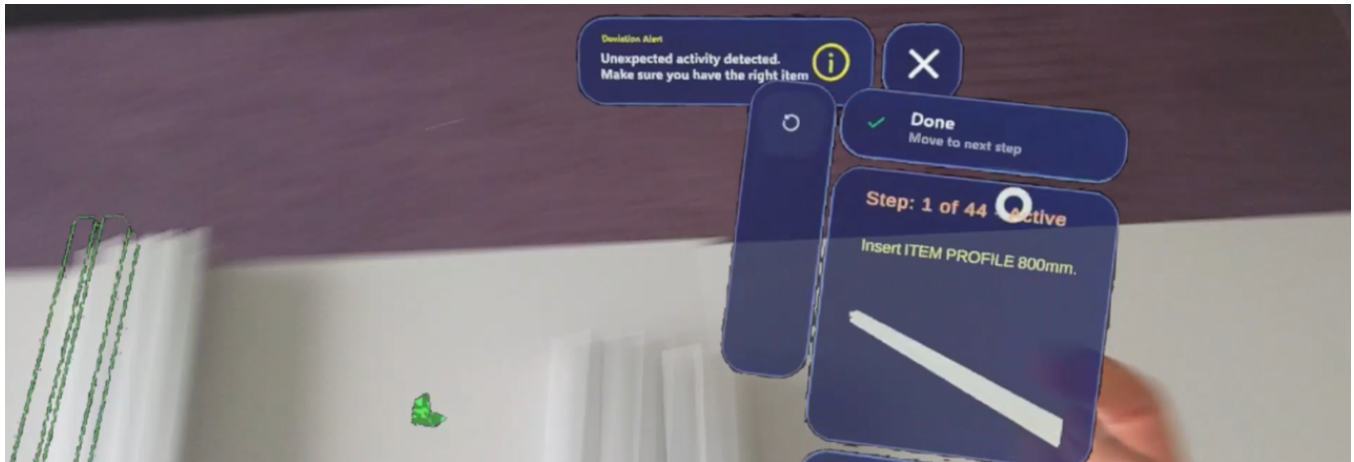 Deviation Alert
Unexpected activity detected.
Make sure you have the right item
Done
Move to next step
Step: 1 of 44 - Active
Insert ITEM PROFILE 800mm.